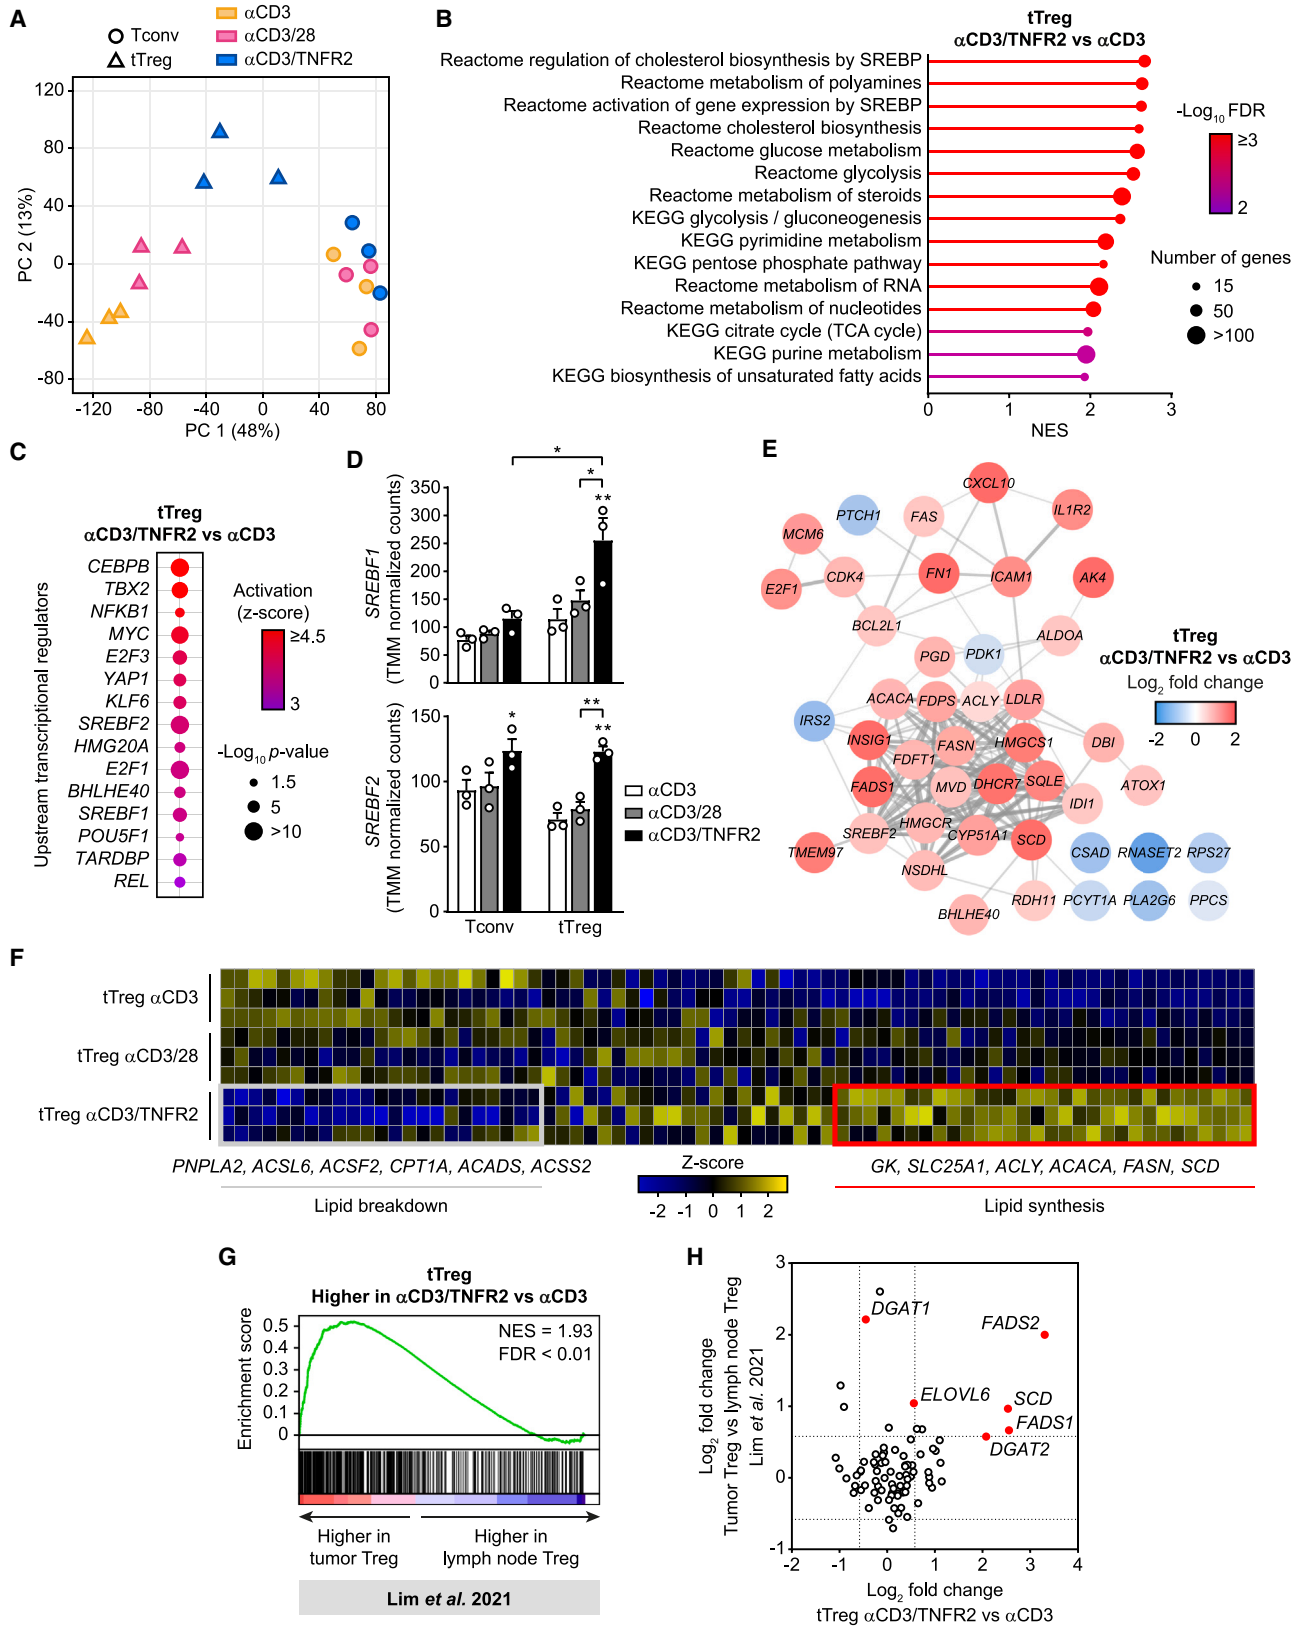 A
Tconv
tTreg
αCD3
αCD3/28
αCD3/TNFR2
PC 2 (13%)
120
80
40
0
-40
-80
-120
-80
-40
0
40
80
PC 1 (48%)
B
tTreg
αCD3/TNFR2 vs αCD3
Reactome regulation of cholesterol biosynthesis by SREBP
Reactome metabolism of polyamines
Reactome activation of gene expression by SREBP
Reactome cholesterol biosynthesis
Reactome glucose metabolism
Reactome glycolysis
Reactome metabolism of steroids
KEGG glycolysis / gluconeogenesis
KEGG pyrimidine metabolism
KEGG pentose phosphate pathway
Reactome metabolism of RNA
Reactome metabolism of nucleotides
KEGG citrate cycle (TCA cycle)
KEGG purine metabolism
KEGG biosynthesis of unsaturated fatty acids
0
1
2
3
NES
-Log10 FDR
≥3
2
Number of genes
15
50
>100
C
tTreg
αCD3/TNFR2 vs αCD3
Upstream transcriptional regulators
CEBPB
TBX2
NFKB1
MYC
E2F3
YAP1
KLF6
SREBF2
HMG20A
E2F1
BHLHE40
SREBF1
POU5F1
TARDBP
REL
Activation
(z-score)
≥4.5
3
-Log10 p-value
1.5
5
>10
D
SREBF1
(TMM normalized counts)
350
300
250
200
150
100
50
0
*
*
**
SREBF2
(TMM normalized counts)
150
100
50
0
*
**
**
Tconv
tTreg
αCD3
αCD3/28
αCD3/TNFR2
E
CXCL10
PTCH1
FAS
IL1R2
MCM6
E2F1
CDK4
FN1
ICAM1
AK4
BCL2L1
ALDOA
PGD
PDK1
ACACA
FDPS
ACLY
LDLR
IRS2
INSIG1
FASN
HMGCS1
DBI
FDFT1
FADS1
MVD
DHCR7
SQLE
ATOX1
IDI1
SREBF2
HMGCR
CYP51A1
SCD
TMEM97
NSDHL
CSAD
RNASET2
RPS27
BHLHE40
RDH11
PCYT1A
PLA2G6
PPCS
tTreg
αCD3/TNFR2 vs αCD3
Log2 fold change
-2
0
2
F
tTreg αCD3
tTreg αCD3/28
tTreg αCD3/TNFR2
PNPLA2, ACSL6, ACSF2, CPT1A, ACADS, ACSS2
Lipid breakdown
Z-score
-2
-1
0
1
2
GK, SLC25A1, ACLY, ACACA, FASN, SCD
Lipid synthesis
G
tTreg
Higher in αCD3/TNFR2 vs αCD3
Enrichment score
0.5
0.4
0.3
0.2
0.1
0
NES = 1.93
FDR < 0.01
Higher in
tumor Treg
Higher in
lymph node Treg
Lim et al. 2021
H
Log2 fold change
Tumor Treg vs lymph node Treg
Lim et al. 2021
3
2
1
0
-1
DGAT1
FADS2
ELOVL6
SCD
FADS1
DGAT2
-2
-1
0
1
2
3
4
Log2 fold change
tTreg αCD3/TNFR2 vs αCD3